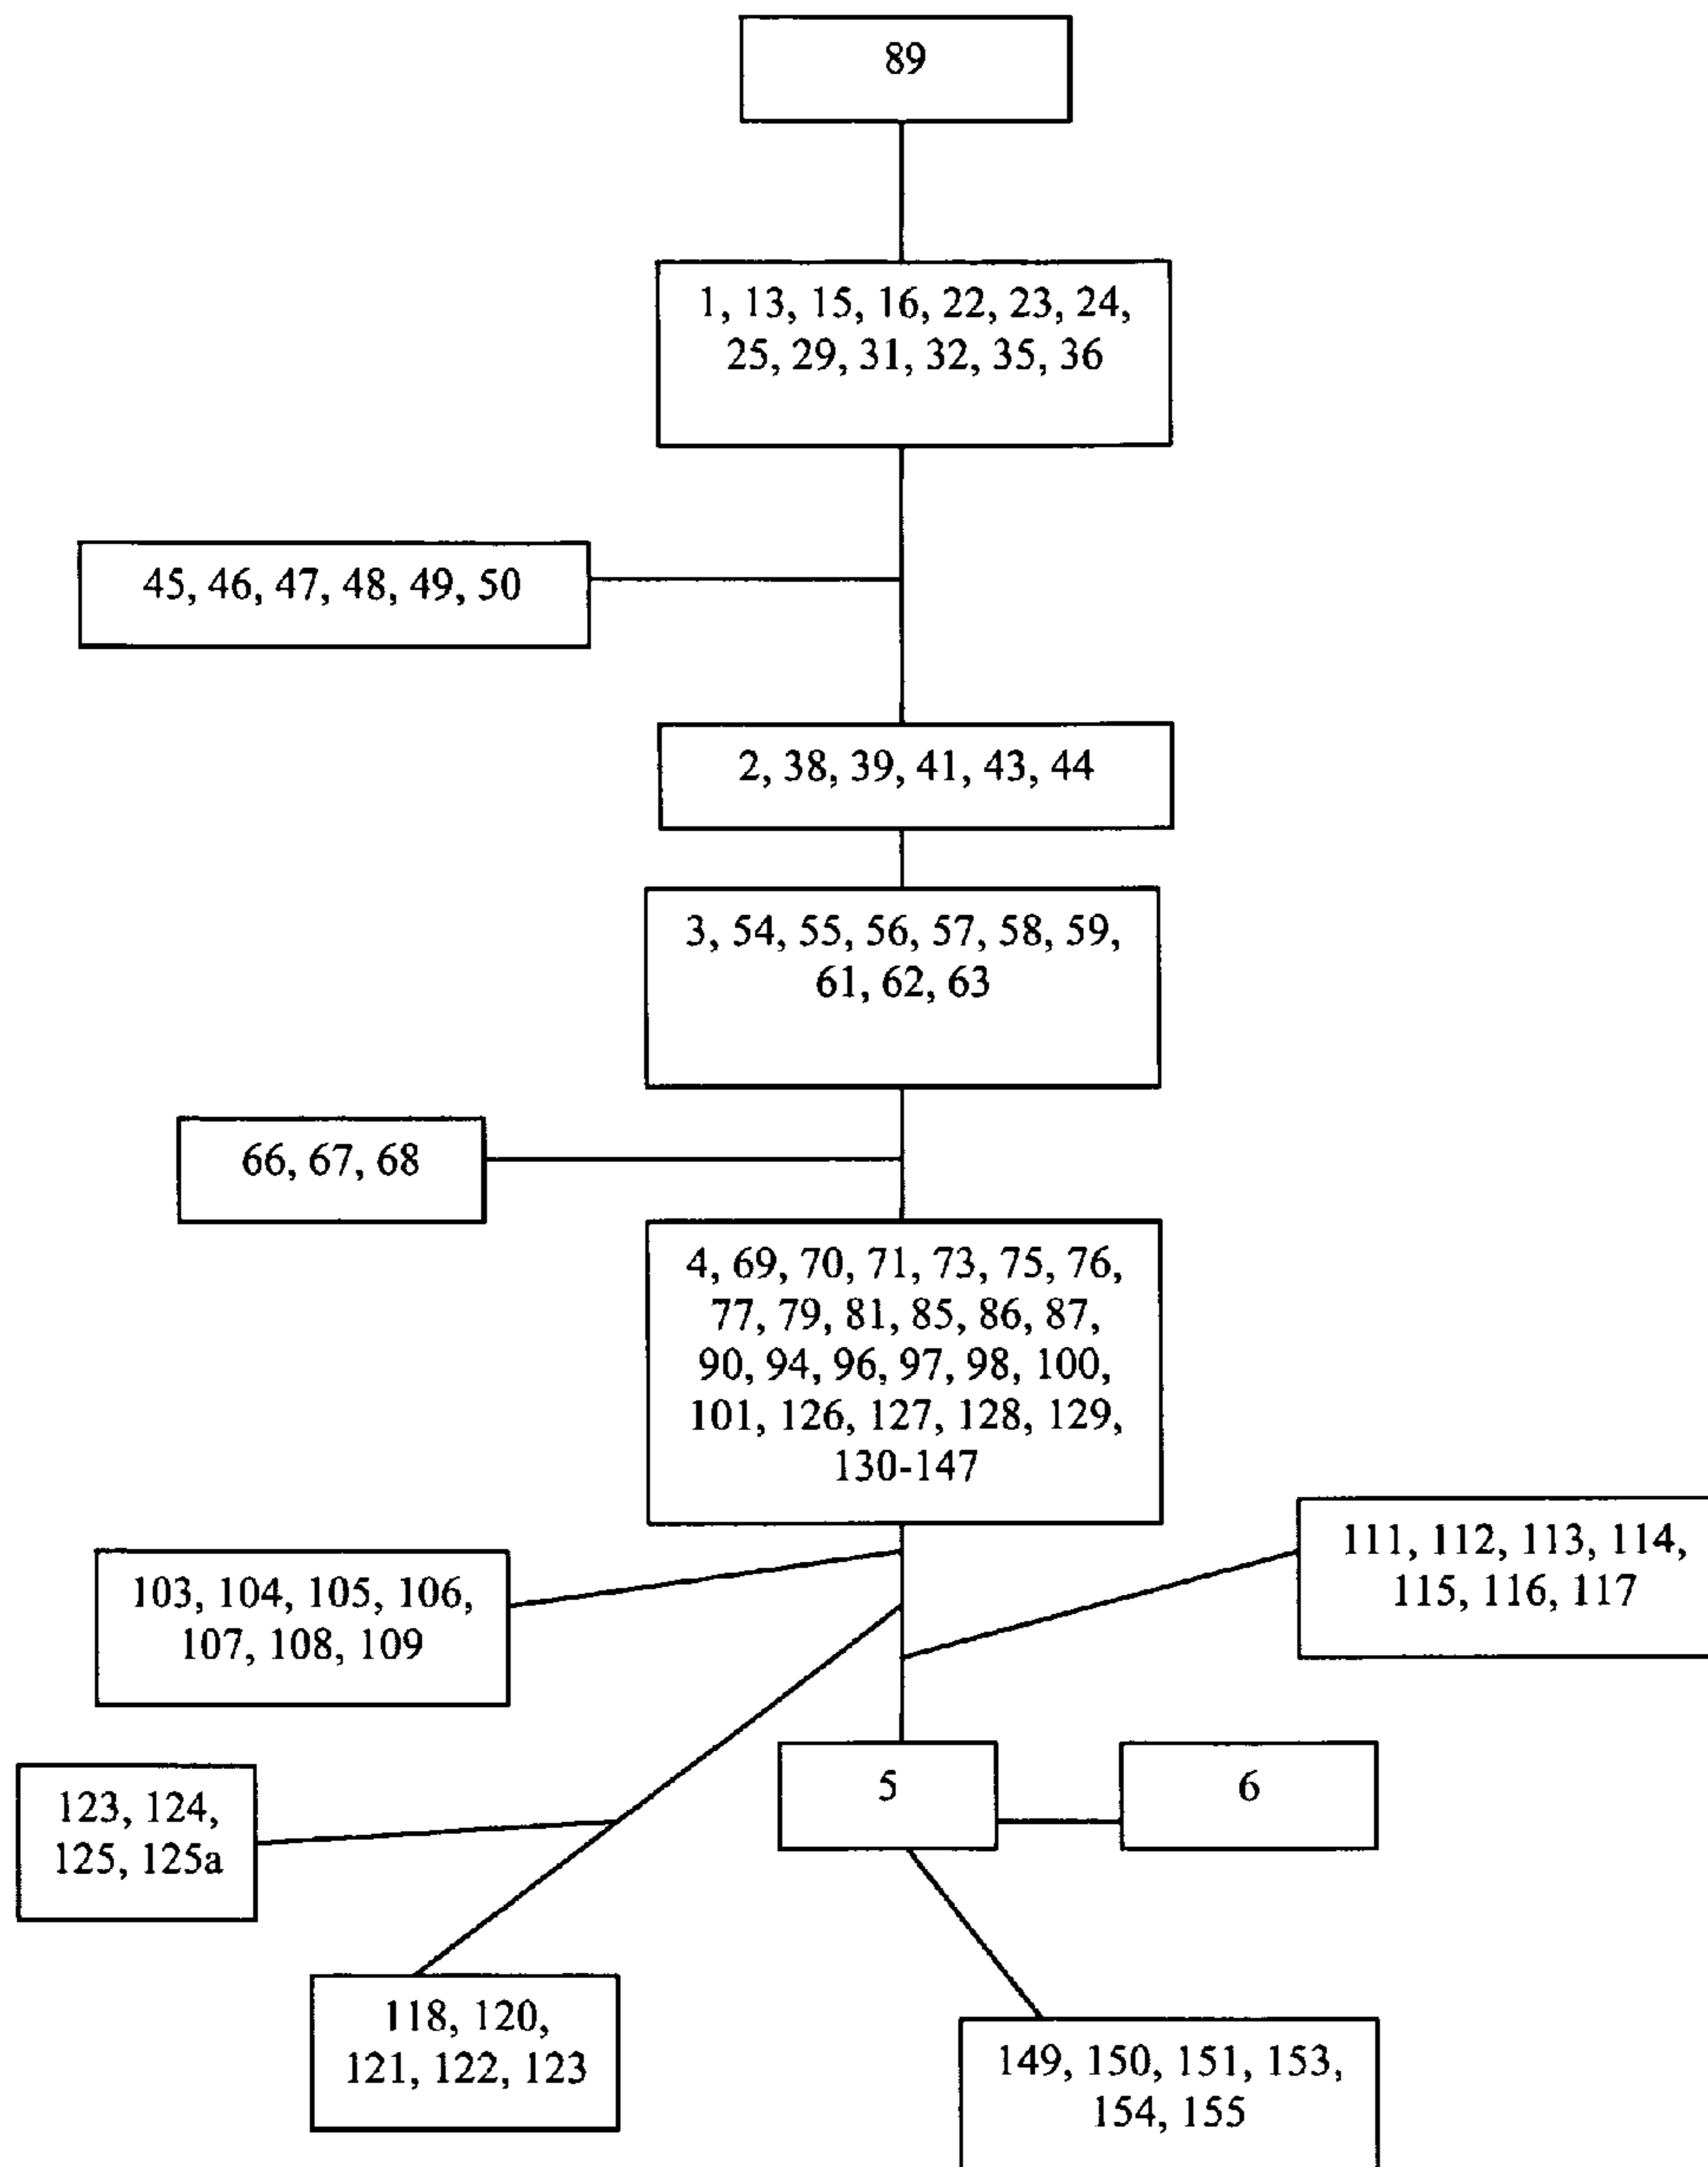 89
1, 13, 15, 16, 22, 23, 24,
25, 29, 31, 32, 35, 36
45, 46, 47, 48, 49, 50
2, 38, 39, 41, 43, 44
3, 54, 55, 56, 57, 58, 59,
61, 62, 63
66, 67, 68
4, 69, 70, 71, 73, 75, 76,
77, 79, 81, 85, 86, 87,
90, 94, 96, 97, 98, 100,
101, 126, 127, 128, 129,
130-147
111, 112, 113, 114,
115, 116, 117
103, 104, 105, 106,
107, 108, 109
5
6
123, 124,
125, 125a
118, 120,
121, 122, 123
149, 150, 151, 153,
154, 155